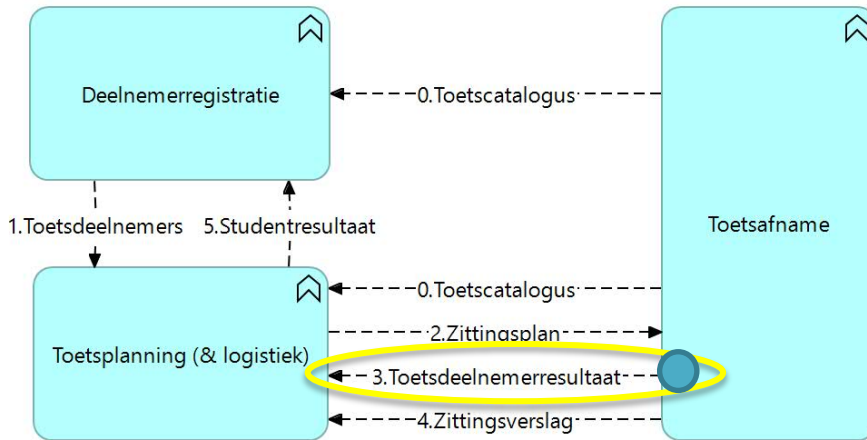 Deelnemerregistratie
0.Toetscatalogus
Toetsafname
1.Toetsdeelnemers
5.Studentresultaat
0.Toetscatalogus
Toetsplanning (& logistiek)
2.Zittingsplan
3.Toetsdeelnemerresultaat
4.Zittingsverslag